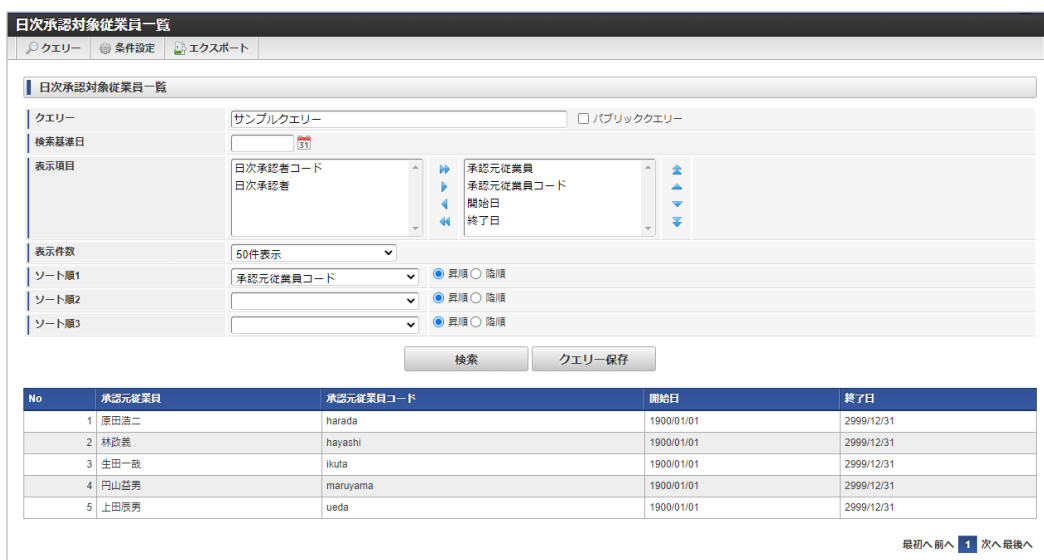 日次承認対象従業員一覧
クエリー 条件設定 エクスポート
日次承認対象従業員一覧
クエリー サンプルクエリー パブリッククエリー
検索基準日 31
表示項目 日次承認者コード 承認元従業員
日次承認者 承認元従業員コード
開始日
終了日
表示件数 50件表示
ソート順1 承認元従業員コード 昇順 降順
ソート順2 昇順 降順
ソート順3 昇順 降順
検索 クエリー保存
No 承認元従業員 承認元従業員コード 開始日 終了日
1 原田浩二 harada 1900/01/01 2999/12/31
2 林政義 hayashi 1900/01/01 2999/12/31
3 生田一哉 ikuta 1900/01/01 2999/12/31
4 円山益男 maruyama 1900/01/01 2999/12/31
5 上田辰男 ueda 1900/01/01 2999/12/31
最初へ 前へ 1 次へ 最後へ